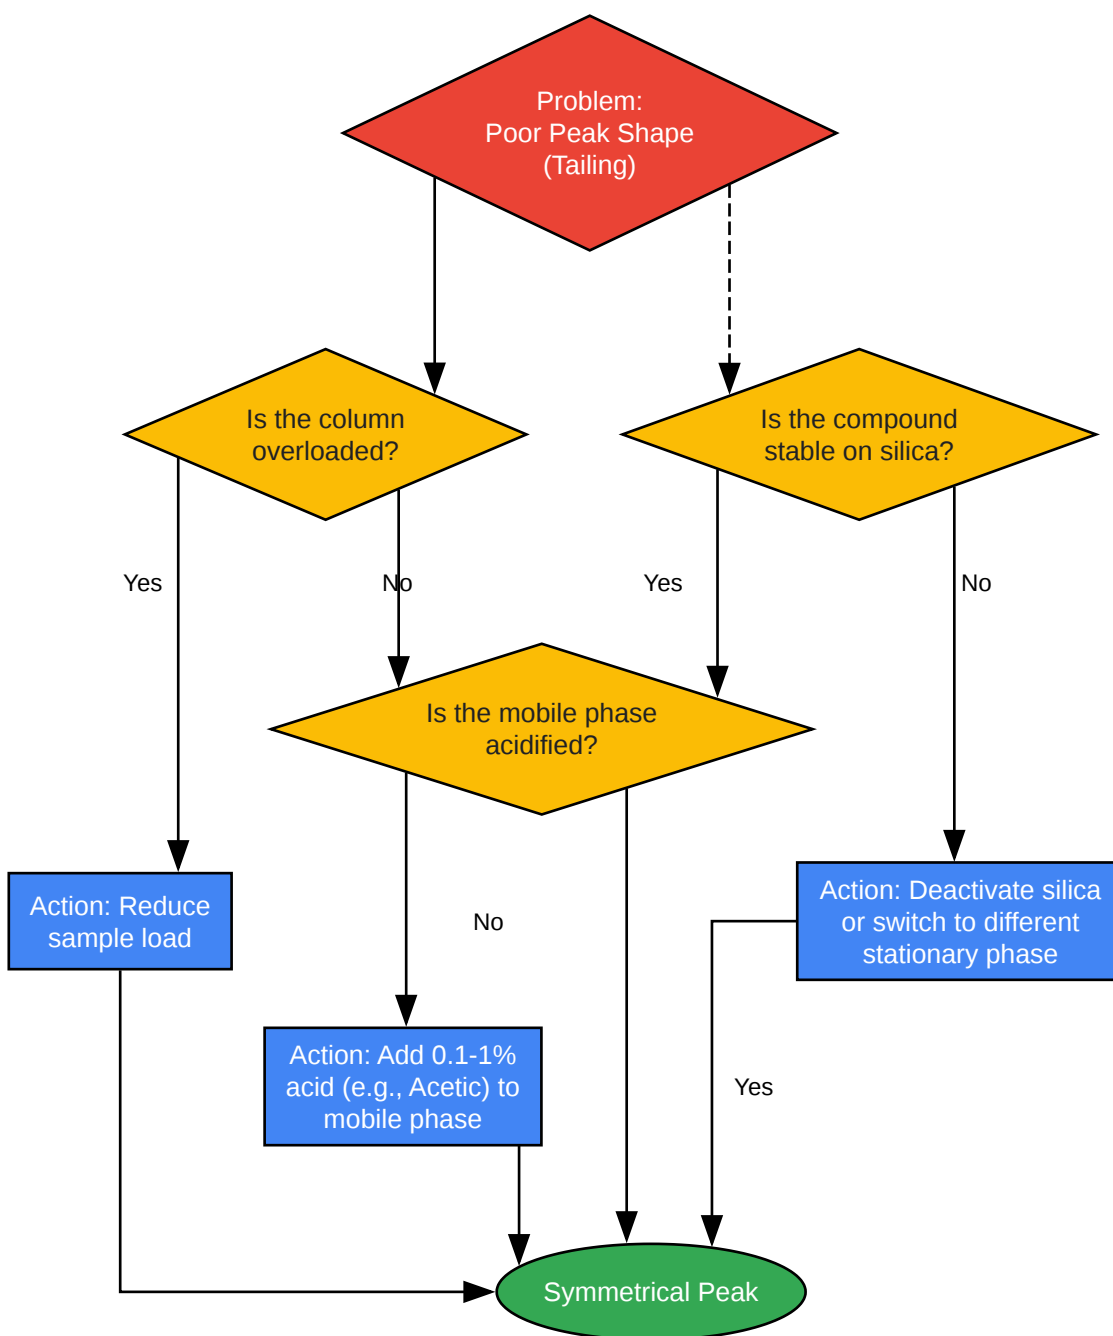 Problem:
Poor Peak Shape
(Tailing)
Is the column
overloaded?
Is the compound
stable on silica?
Yes
No
Yes
No
Is the mobile phase
acidified?
Action: Reduce
sample load
No
Action: Deactivate silica
or switch to different
stationary phase
Action: Add 0.1-1%
acid (e.g., Acetic) to
mobile phase
Yes
Symmetrical Peak